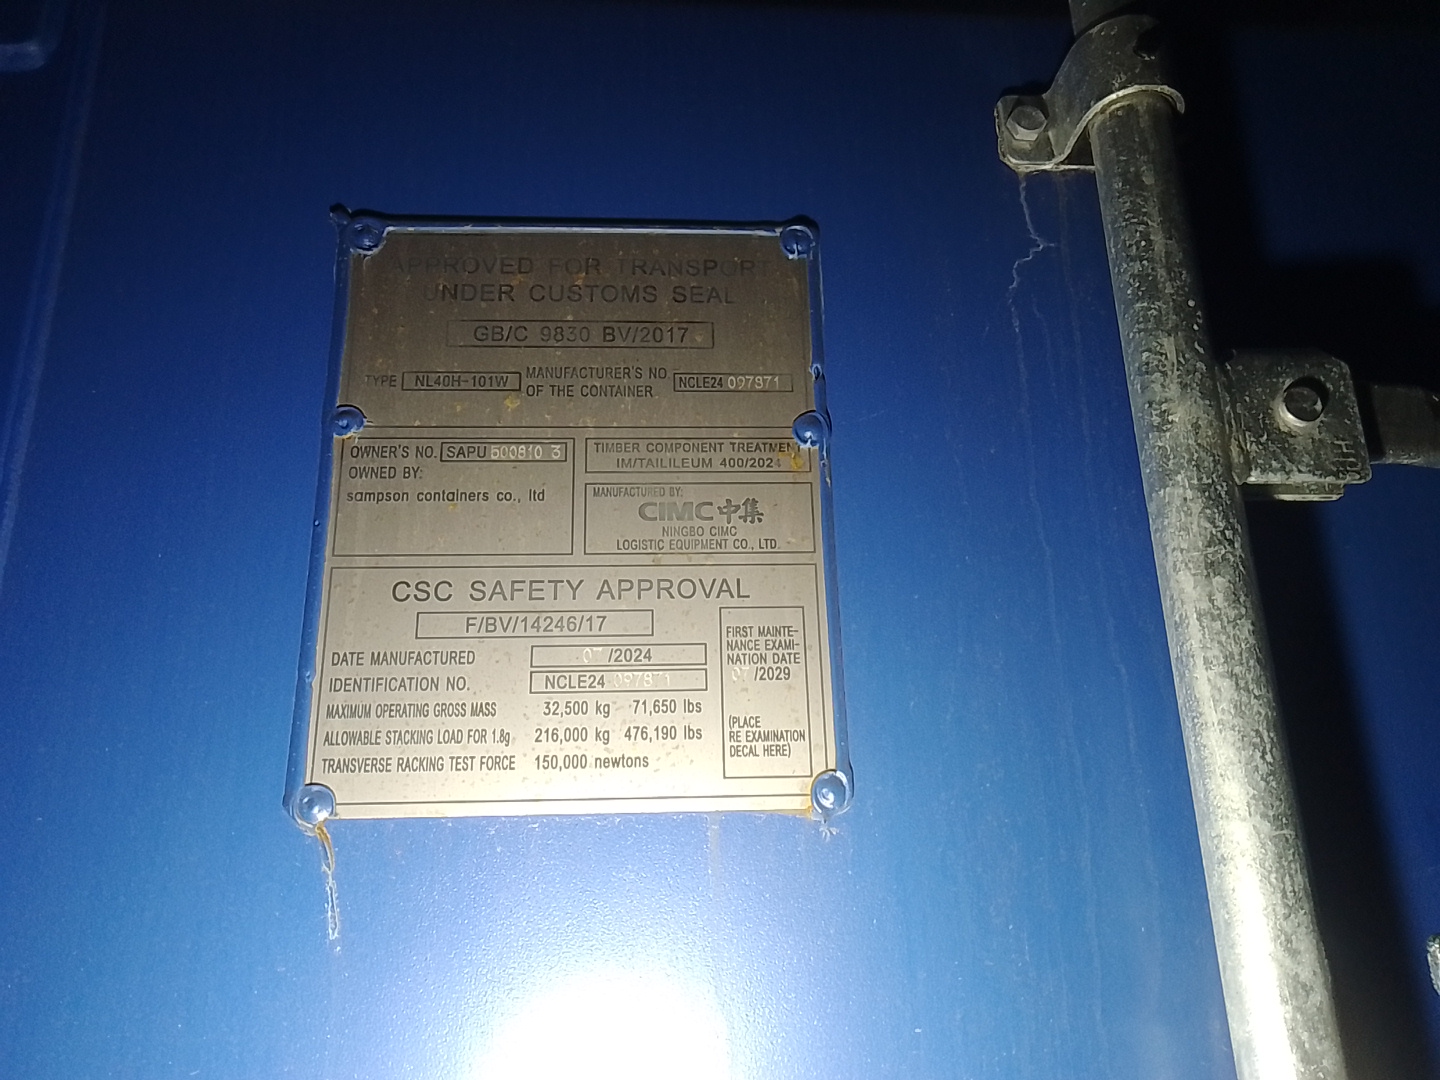 APPROVED FOR TRANSPORT
UNDER CUSTOMS SEAL
GB/C 9830 BV/2017
TYPE NL40H-101W
MANUFACTURER'S NO.
OF THE CONTAINER
NCLE24 097871
OWNER'S NO. SAPU 500810 3
OWNED BY:
sampson containers co., ltd
TIMBER COMPONENT TREATMENT
IM/TAILILEUM 400/2024
MANUFACTURED BY:
CIMC中集
NINGBO CIMC
LOGISTIC EQUIPMENT CO., LTD.
CSC SAFETY APPROVAL
F/BV/14246/17
DATE MANUFACTURED 07/2024
IDENTIFICATION NO. NCLE24 097871
MAXIMUM OPERATING GROSS MASS 32,500 kg 71,650 lbs
ALLOWABLE STACKING LOAD FOR 1.8g 216,000 kg 476,190 lbs
TRANSVERSE RACKING TEST FORCE 150,000 newtons
FIRST MAINTE-
NANCE EXAMI-
NATION DATE
07/2029
(PLACE
RE EXAMINATION
DECAL HERE)